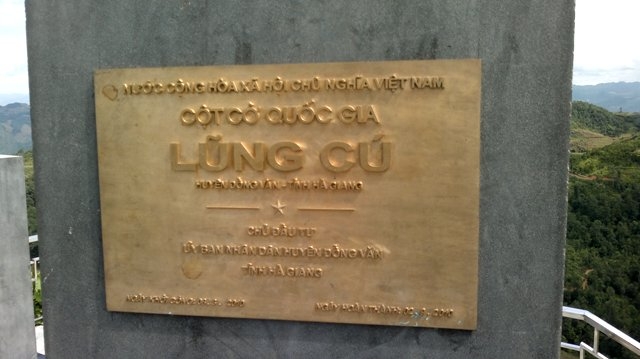 NƯỚC CỘNG HÒA XÃ HỘI CHỦ NGHĨA VIỆT NAM
CỘT CỜ QUỐC GIA
LŨNG CÚ
HUYỆN ĐỒNG VĂN - TỈNH HÀ GIANG
CHỦ ĐẦU TƯ
ỦY BAN NHÂN DÂN HUYỆN ĐỒNG VĂN
TỈNH HÀ GIANG
NGÀY KHỞI CÔNG: 2010
NGÀY HOÀN THÀNH: 2010